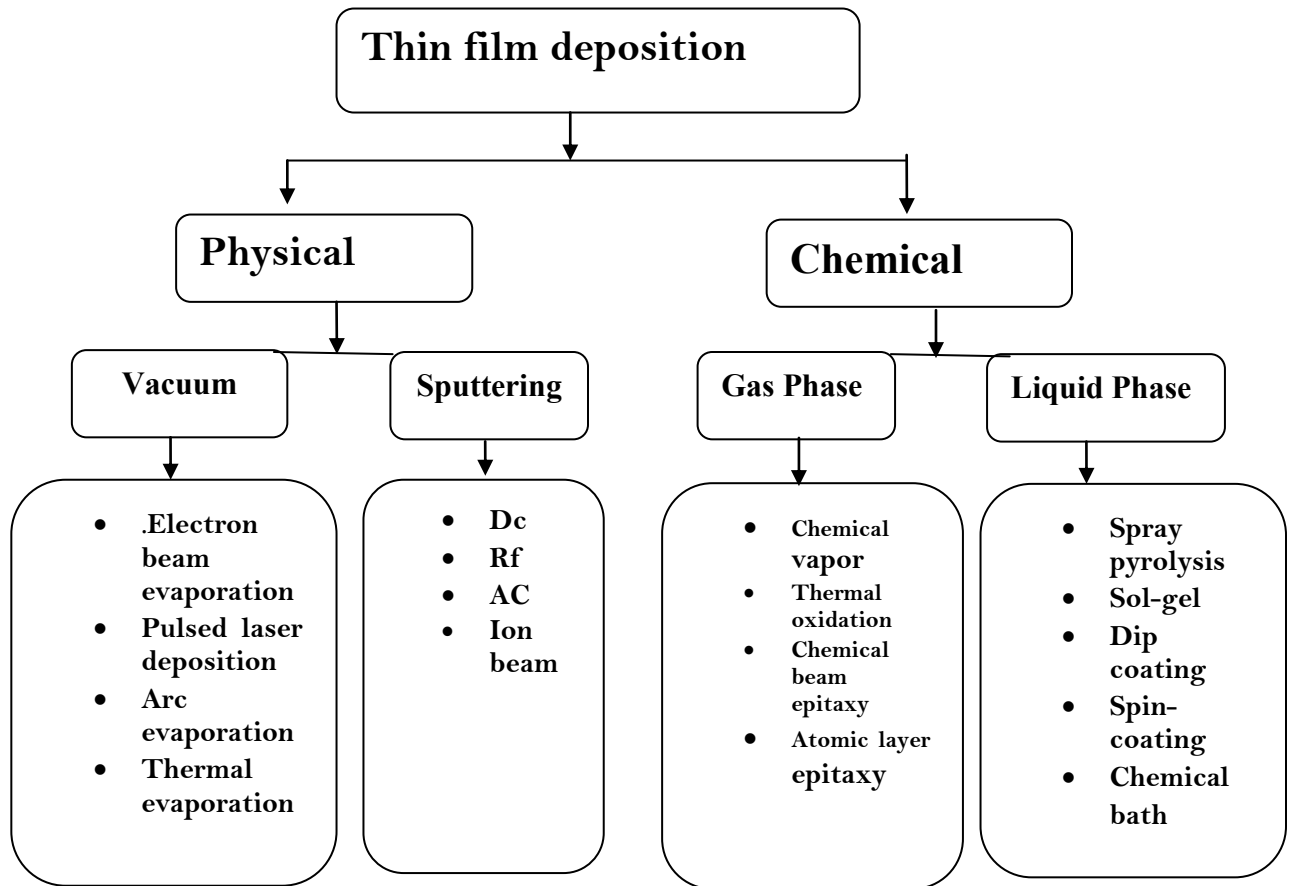 Thin film deposition
Physical
Chemical
Vacuum
Sputtering
Gas Phase
Liquid Phase
• .Electron
beam
evaporation
• Pulsed laser
deposition
• Arc
evaporation
• Thermal
evaporation
• Dc
• Rf
• AC
• Ion
beam
• Chemical
vapor
• Thermal
oxidation
• Chemical
beam
epitaxy
• Atomic layer
epitaxy
• Spray
pyrolysis
• Sol-gel
• Dip
coating
• Spin-
coating
• Chemical
bath